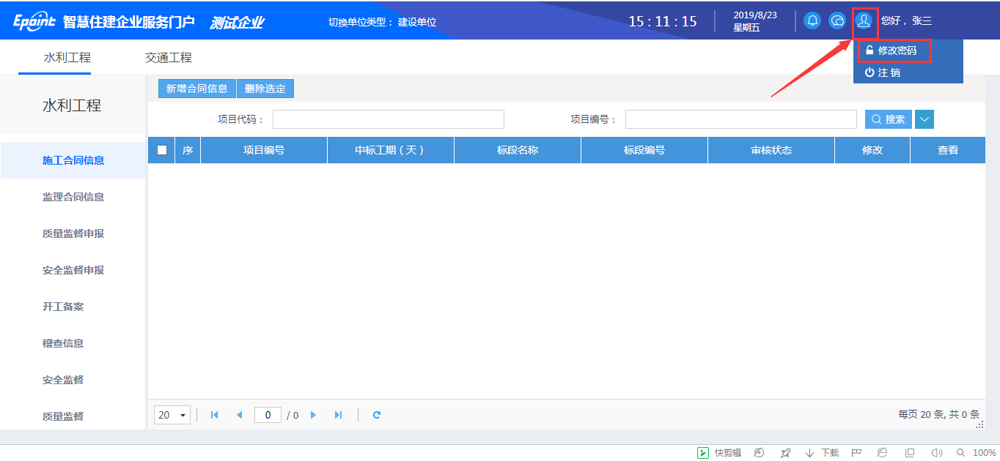 Epoint 智慧住建企业服务门户 测试企业 切换单位类型： 建设单位 15 : 11 : 15 2019/8/23 您好， 张三
星期五
修改密码
注 销
水利工程 交通工程
水利工程
新增合同信息 删除选定
项目代码： 项目编号： 搜索
序 项目编号 中标工期（天） 标段名称 标段编号 审核状态 修改 查看
施工合同信息
监理合同信息
质量监督申报
安全监督申报
开工备案
稽查信息
安全监督
质量监督
20 0 / 0 每页 20 条, 共 0 条
快剪辑 下载 100%